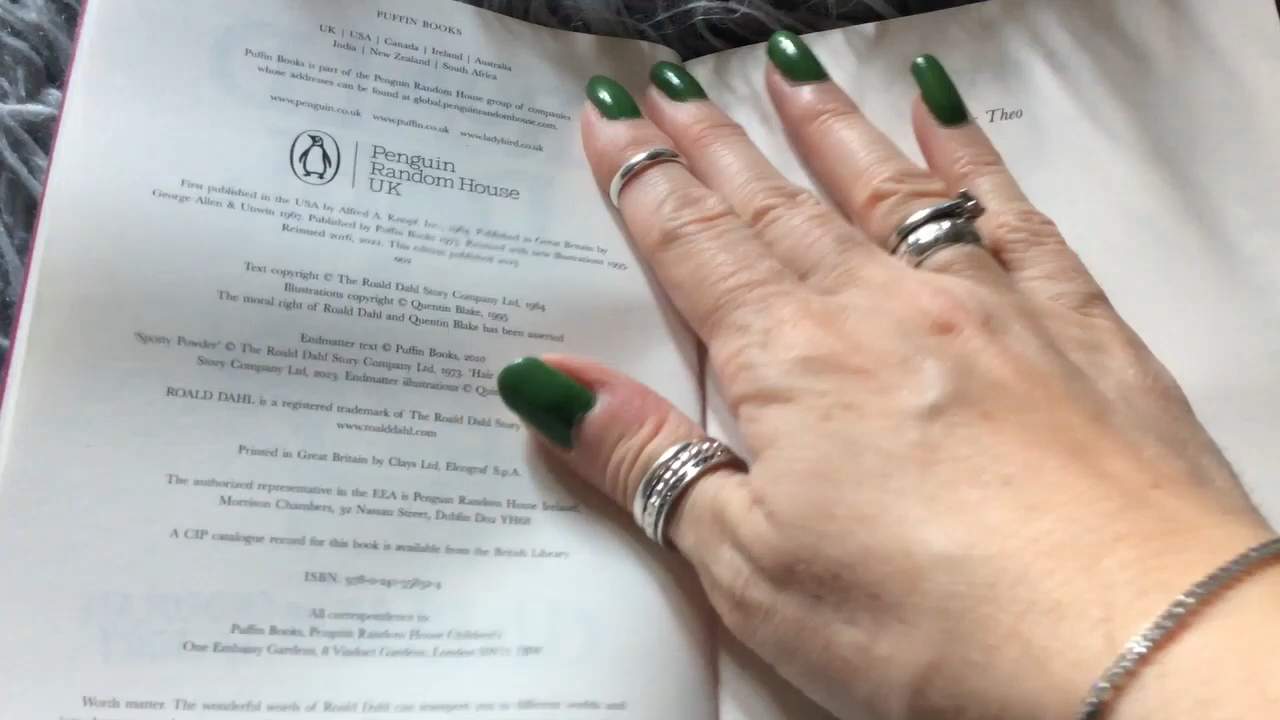 PUFFIN BOOKS
UK | USA | Canada | Ireland | Australia
India | New Zealand | South Africa
Puffin Books is part of the Penguin Random House group of companies
whose addresses can be found at global.penguinrandomhouse.com.
www.penguin.co.uk www.puffin.co.uk www.ladybird.co.uk
Penguin
Random House
UK
First published in the USA by Alfred A. Knopf, Inc., 1964. Published in Great Britain by
George Allen & Unwin 1967. Published by Puffin Books 1973. Reissued with new illustrations 1995
Reissued 2016, 2022. This edition published 2023
Text copyright © The Roald Dahl Story Company Ltd, 1964
Illustrations copyright © Quentin Blake, 1995
The moral right of Roald Dahl and Quentin Blake has been asserted
Endmatter text © Puffin Books, 2010
'Spotty Powder' © The Roald Dahl Story Company Ltd, 1973. 'Hair
Story Company Ltd, 2023. Endmatter illustrations ©
ROALD DAHL is a registered trademark of The Roald Dahl Story
www.roalddahl.com
Printed in Great Britain by Clays Ltd, Elcograf S.p.A.
The authorized representative in the EEA is Penguin Random House Ireland,
Morrison Chambers, 32 Nassau Street, Dublin D02 YH68
A CIP catalogue record for this book is available from the British Library
ISBN:
All correspondence to:
Puffin Books, Penguin Random House Children's
One Embassy Gardens, 8 Viaduct Gardens, London
Words matter. The wonderful words of Roald Dahl can transport you to different worlds and
Theo